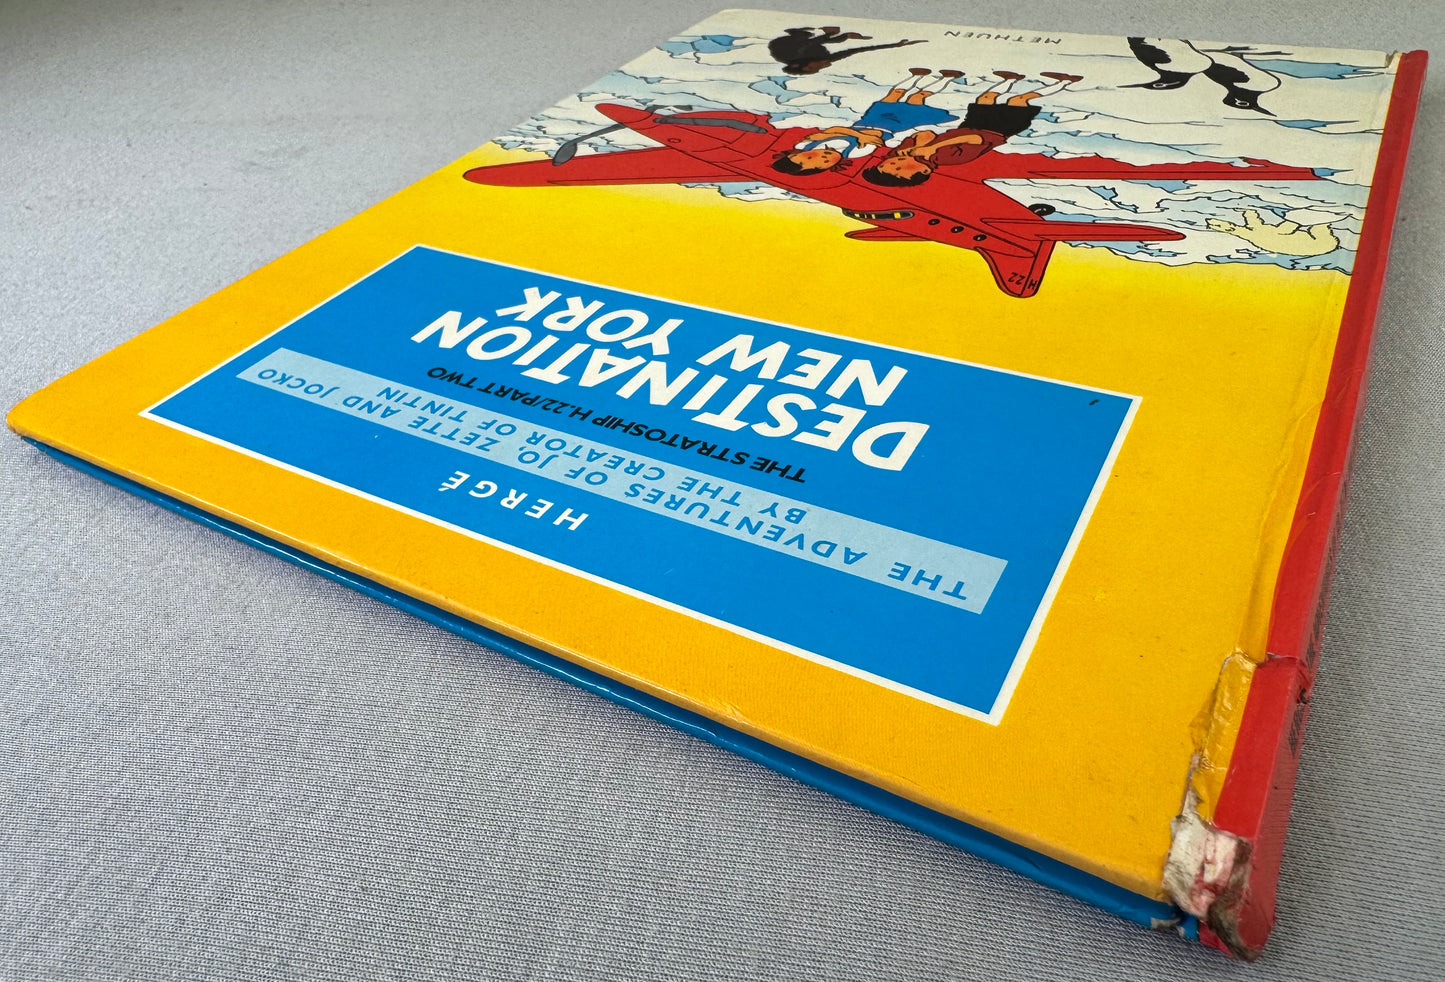 HERGÉ
THE ADVENTURES OF JO, ZETTE AND JOCKO
BY THE CREATOR OF TINTIN
THE STRATOSHIP H.22/PART TWO
DESTINATION
NEW YORK
H 22
METHUEN